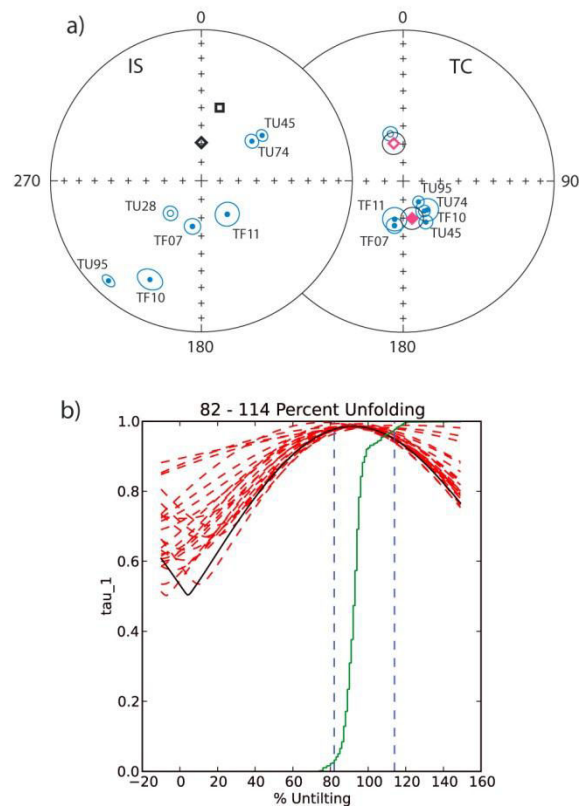 a)
0
0
IS
TC
TU45
TU74
270
90
TU28
TF07
TF11
TU95
TF10
TU95
TU74
TF10
TU45
TF11
TF07
180
180
b)
82 - 114 Percent Unfolding
1.0
0.8
0.6
0.4
0.2
0.0
tau_1
-20
0
20
40
60
80
100
120
140
160
% Untilting